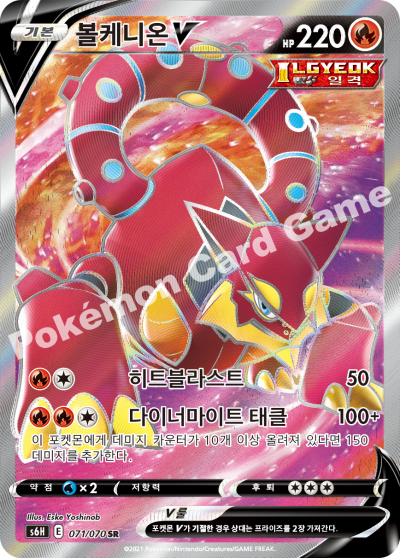 기본 볼케니온 V HP 220
ILGYEOK
일격
Pokémon Card Game
히트블라스트 50
다이너마이트 태클 100+
이 포켓몬에게 데미지 카운터가 10개 이상 올려져 있다면 150
데미지를 추가한다.
약점 ×2 저항력 후퇴
Illus. Eske Yoshinob
V룰
s6H E 071/070 SR
포켓몬 V가 기절한 경우 상대는 프라이즈를 2장 가져간다.
©2021 Pokémon/Nintendo/Creatures/GAME FREAK.